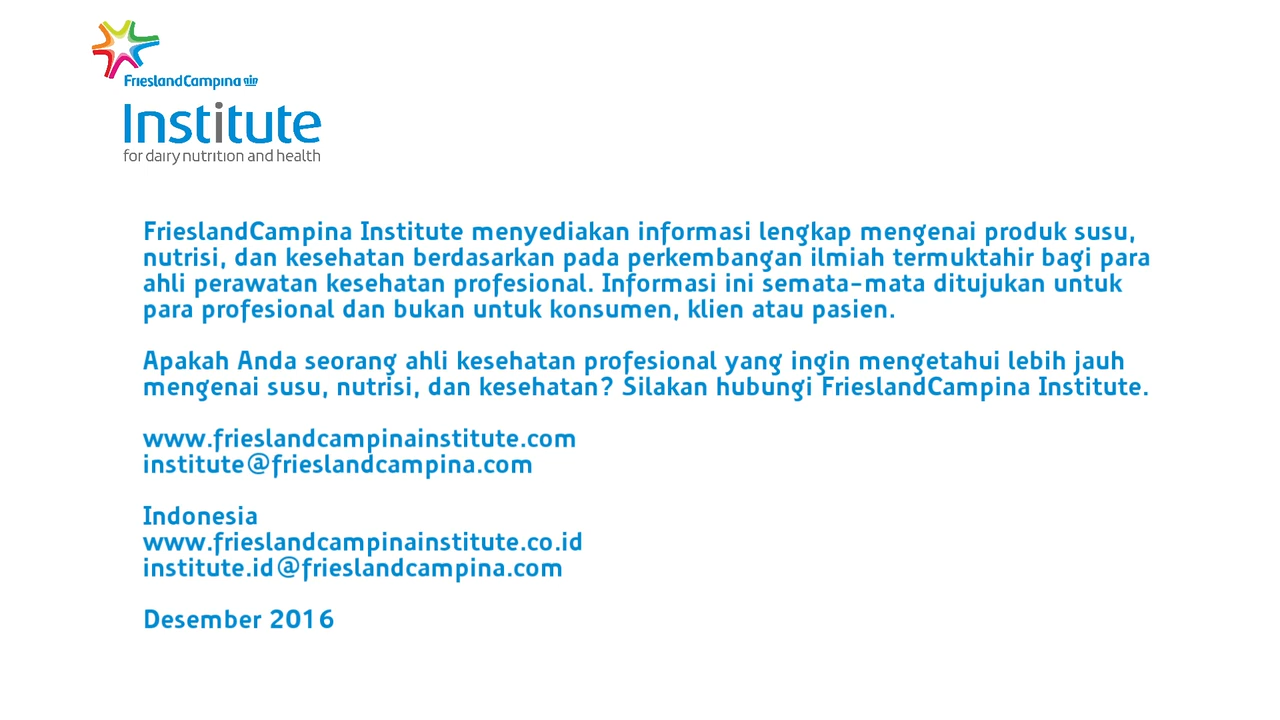 FrieslandCampina
Institute
for dairy nutrition and health
FrieslandCampina Institute menyediakan informasi lengkap mengenai produk susu,
nutrisi, dan kesehatan berdasarkan pada perkembangan ilmiah termuktahir bagi para
ahli perawatan kesehatan profesional. Informasi ini semata-mata ditujukan untuk
para profesional dan bukan untuk konsumen, klien atau pasien.
Apakah Anda seorang ahli kesehatan profesional yang ingin mengetahui lebih jauh
mengenai susu, nutrisi, dan kesehatan? Silakan hubungi FrieslandCampina Institute.
www.frieslandcampinainstitute.com
institute@frieslandcampina.com
Indonesia
www.frieslandcampinainstitute.co.id
institute.id@frieslandcampina.com
Desember 2016